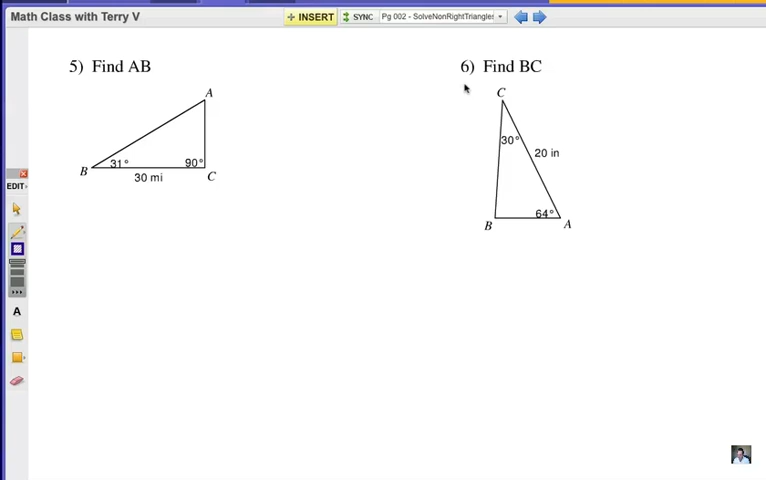 Math Class with Terry V
INSERT
SYNC
Pg 002 - SolveNonRightTriangles
EDIT
A
5) Find AB
A
31°
90°
B
30 mi
C
6) Find BC
C
30°
20 in
64°
B
A